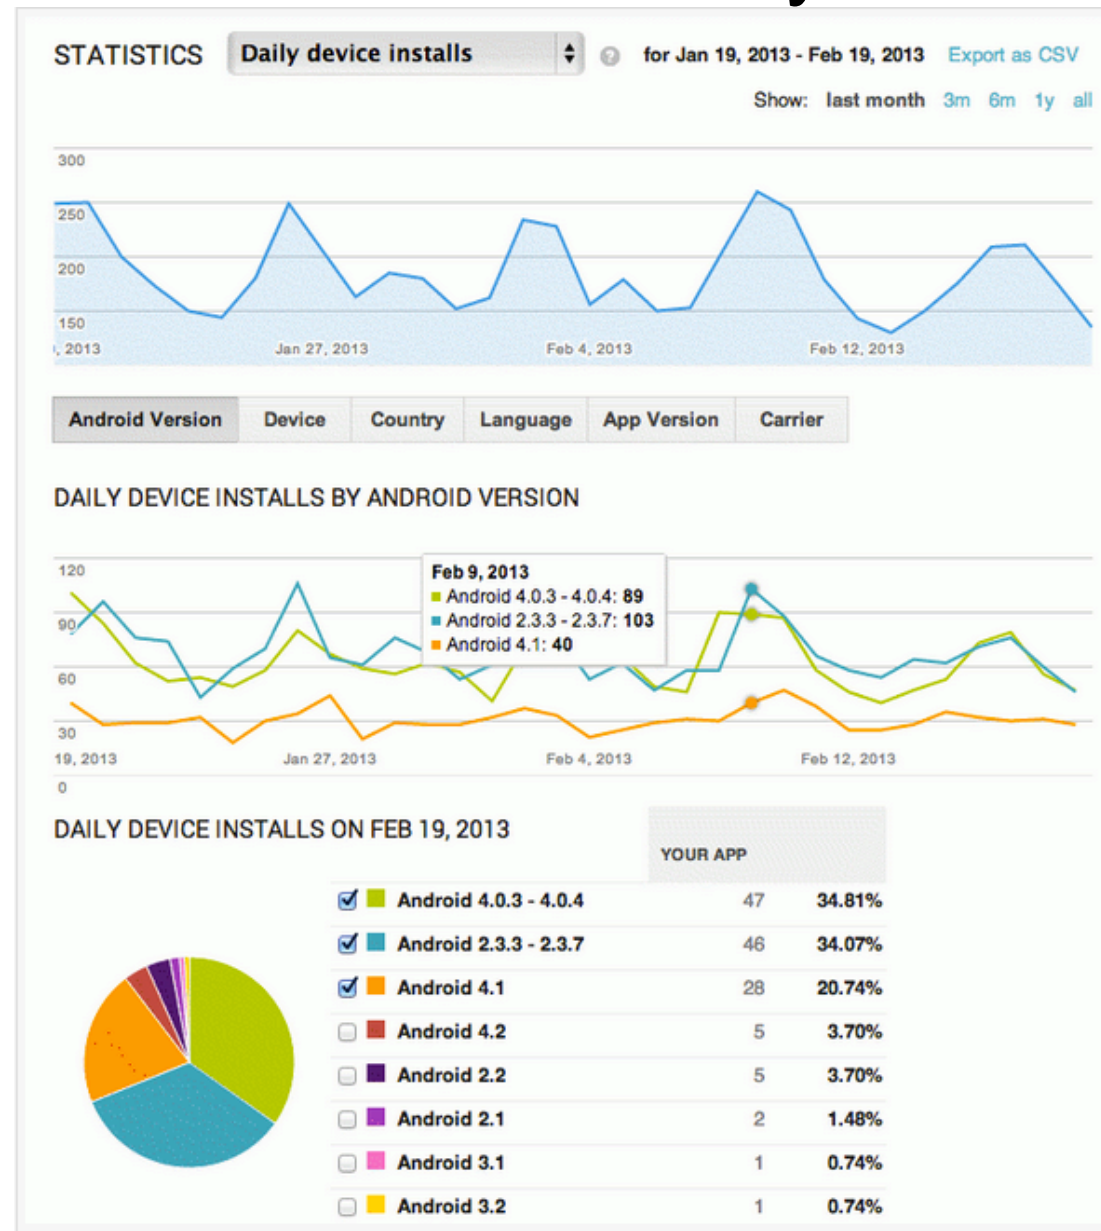 STATISTICS Daily device installs ? for Jan 19, 2013 - Feb 19, 2013 Export as CSV
Show: last month 3m 6m 1y all
300
250
200
150
, 2013 Jan 27, 2013 Feb 4, 2013 Feb 12, 2013
Android Version Device Country Language App Version Carrier
DAILY DEVICE INSTALLS BY ANDROID VERSION
120
Feb 9, 2013
Android 4.0.3 - 4.0.4: 89
90
Android 2.3.3 - 2.3.7: 103
Android 4.1: 40
60
30
19, 2013 Jan 27, 2013 Feb 4, 2013 Feb 12, 2013
0
DAILY DEVICE INSTALLS ON FEB 19, 2013
YOUR APP
Android 4.0.3 - 4.0.4 47 34.81%
Android 2.3.3 - 2.3.7 46 34.07%
Android 4.1 28 20.74%
Android 4.2 5 3.70%
Android 2.2 5 3.70%
Android 2.1 2 1.48%
Android 3.1 1 0.74%
Android 3.2 1 0.74%